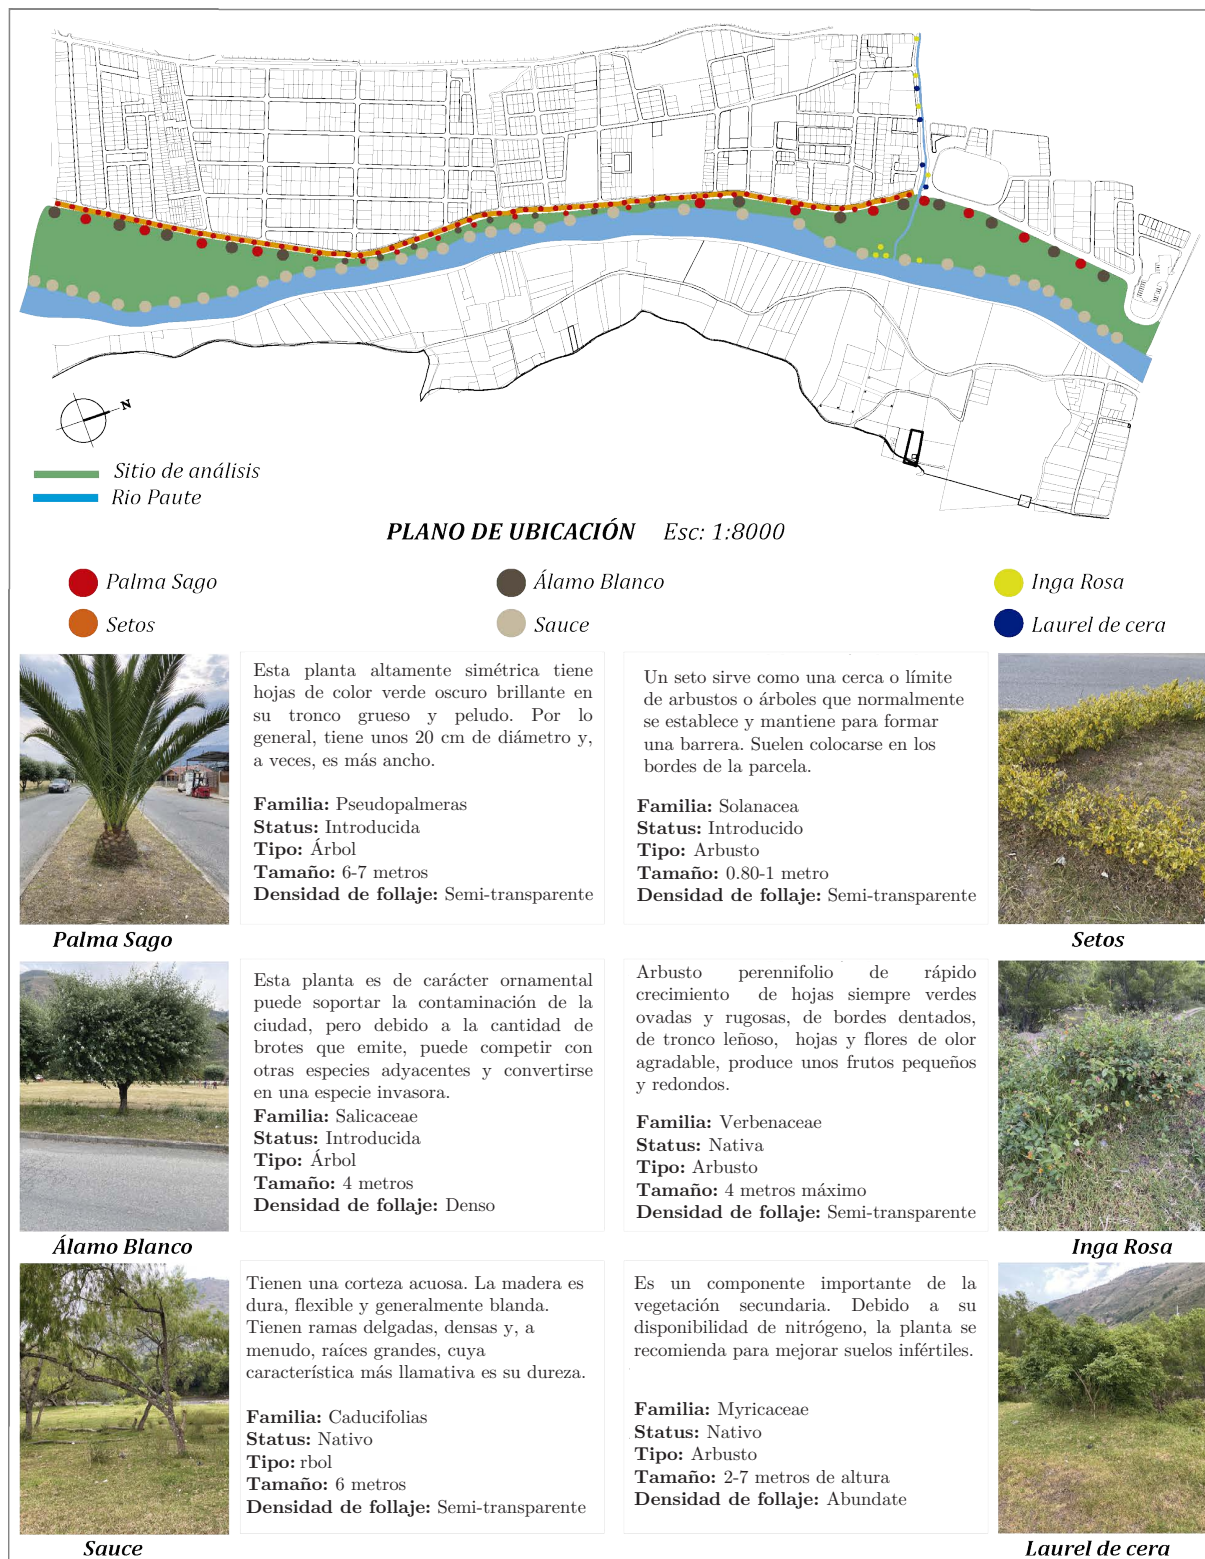 N
Sitio de análisis
Rio Paute
PLANO DE UBICACIÓN Esc: 1:8000
Palma Sago
Álamo Blanco
Inga Rosa
Setos
Sauce
Laurel de cera
Esta planta altamente simétrica tiene
hojas de color verde oscuro brillante en
su tronco grueso y peludo. Por lo
general, tiene unos 20 cm de diámetro y,
a veces, es más ancho.
Familia: Pseudopalmeras
Status: Introducida
Tipo: Árbol
Tamaño: 6-7 metros
Densidad de follaje: Semi-transparente
Palma Sago
Un seto sirve como una cerca o límite
de arbustos o árboles que normalmente
se establece y mantiene para formar
una barrera. Suelen colocarse en los
bordes de la parcela.
Familia: Solanacea
Status: Introducido
Tipo: Arbusto
Tamaño: 0.80-1 metro
Densidad de follaje: Semi-transparente
Setos
Esta planta es de carácter ornamental
puede soportar la contaminación de la
ciudad, pero debido a la cantidad de
brotes que emite, puede competir con
otras especies adyacentes y convertirse
en una especie invasora.
Familia: Salicaceae
Status: Introducida
Tipo: Árbol
Tamaño: 4 metros
Densidad de follaje: Denso
Álamo Blanco
Arbusto perennifolio de rápido
crecimiento de hojas siempre verdes
ovadas y rugosas, de bordes dentados,
de tronco leñoso, hojas y flores de olor
agradable, produce unos frutos pequeños
y redondos.
Familia: Verbenaceae
Status: Nativa
Tipo: Arbusto
Tamaño: 4 metros máximo
Densidad de follaje: Semi-transparente
Inga Rosa
Tienen una corteza acuosa. La madera es
dura, flexible y generalmente blanda.
Tienen ramas delgadas, densas y, a
menudo, raíces grandes, cuya
característica más llamativa es su dureza.
Familia: Caducifolias
Status: Nativo
Tipo: rbol
Tamaño: 6 metros
Densidad de follaje: Semi-transparente
Sauce
Es un componente importante de la
vegetación secundaria. Debido a su
disponibilidad de nitrógeno, la planta se
recomienda para mejorar suelos infértiles.
Familia: Myricaceae
Status: Nativo
Tipo: Arbusto
Tamaño: 2-7 metros de altura
Densidad de follaje: Abundate
Laurel de cera